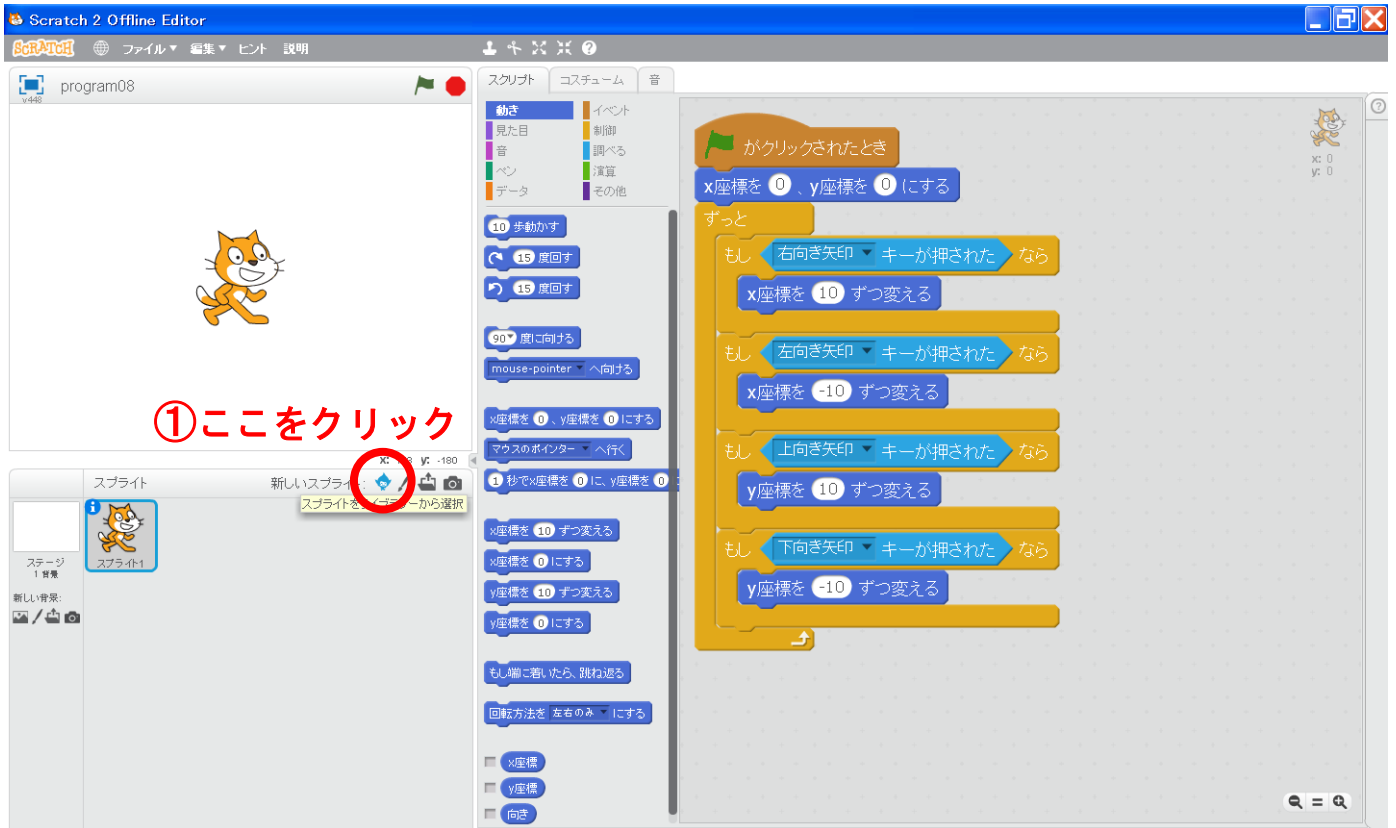 Scratch 2 Offline Editor
SCRATCH ファイル▼ 編集▼ ヒント 説明
v448 program08
①ここをクリック
y: -180
スプライト 新しいスプライト:
スプライトをライブラリーから選択
ステージ
1 背景
新しい背景:
スプライト1
スクリプト コスチューム 音
動き イベント
見た目 制御
音 調べる
ペン 演算
データ その他
10 歩動かす
15 度回す
15 度回す
90▼ 度に向ける
mouse-pointer へ向ける
x座標を 0 、y座標を 0 にする
マウスのポインター へ行く
1 秒でx座標を 0 に、y座標を 0
x座標を 10 ずつ変える
x座標を 0 にする
y座標を 10 ずつ変える
y座標を 0 にする
もし端に着いたら、跳ね返る
回転方法を 左右のみ にする
x座標
y座標
向き
がクリックされたとき
x座標を 0 、y座標を 0 にする
ずっと
もし 右向き矢印 キーが押された なら
x座標を 10 ずつ変える
もし 左向き矢印 キーが押された なら
x座標を -10 ずつ変える
もし 上向き矢印 キーが押された なら
y座標を 10 ずつ変える
もし 下向き矢印 キーが押された なら
y座標を -10 ずつ変える
x: 0
y: 0